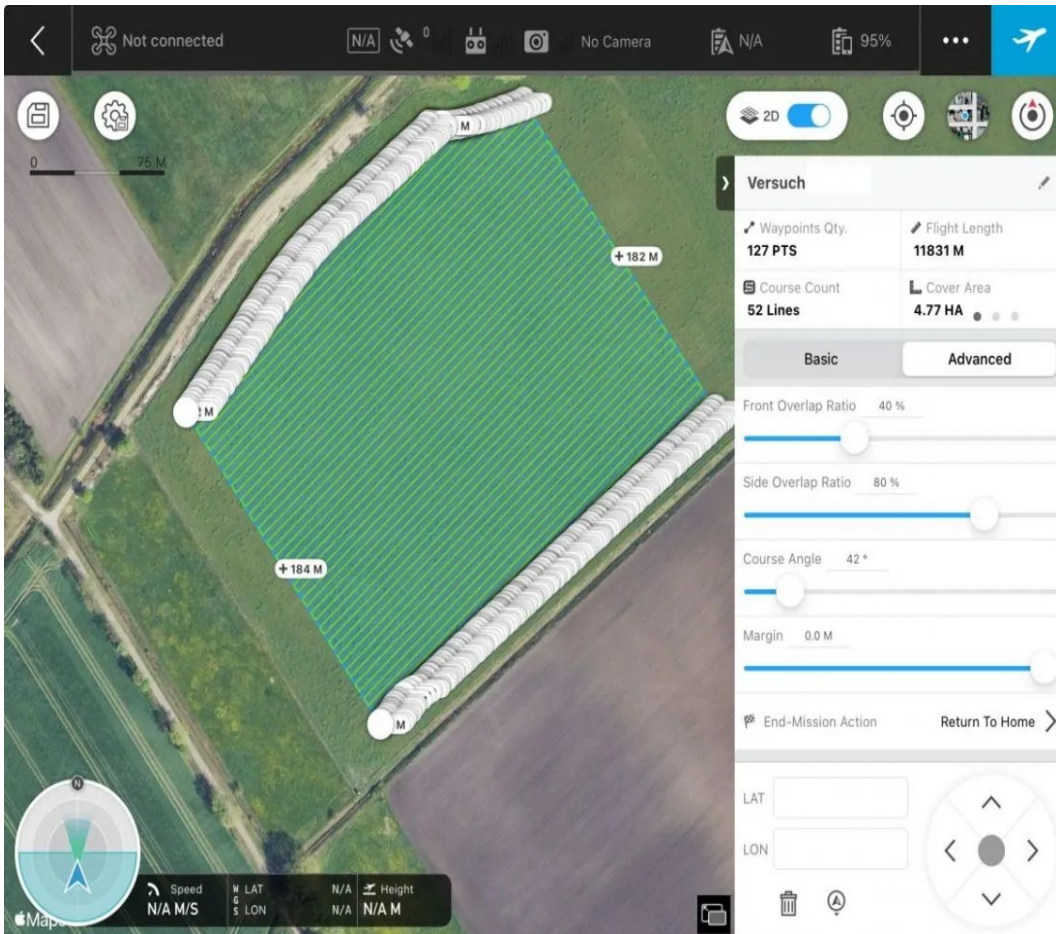 Not connected N/A 0 No Camera N/A 95%
2D
0 75 M
M
Versuch
Waypoints Qty. Flight Length
127 PTS 11831 M
+ 182 M
Course Count Cover Area
52 Lines 4.77 HA
Basic Advanced
Front Overlap Ratio 40 %
M
Side Overlap Ratio 80 %
Course Angle 42 °
+ 184 M
Margin 0.0 M
End-Mission Action Return To Home
M
LAT
LON
N
Speed WGS LAT N/A Height
N/A M/S LON N/A N/A M
Maps